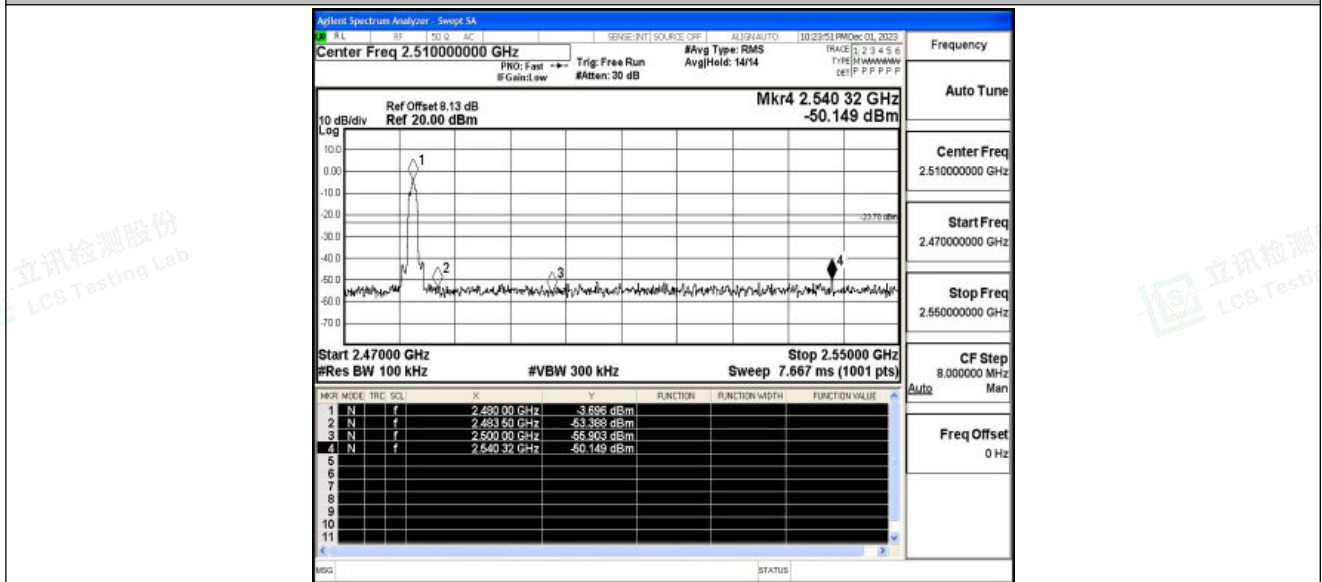 Agilent Spectrum Analyzer - Swept SA
RL RF 50 Ω AC SENSE:INT SOURCE OFF ALIGNAUTO 10:23:51 PM Dec 01, 2023
Center Freq 2.510000000 GHz
PNO: Fast
IFGain:Low
Trig: Free Run
#Atten: 30 dB
#Avg Type: RMS
Avg|Hold: 14/14
TRACE 1 2 3 4 5 6
TYPE M WWWWW
DET P P P P P P
Ref Offset 8.13 dB
Ref 20.00 dBm
10 dB/div
Log
Mkr4 2.540 32 GHz
-50.149 dBm
10.0
0.00
-10.0
-20.0
-30.0
-40.0
-50.0
-60.0
-70.0
1
2
3
4
-23.70 dBm
Start 2.47000 GHz
Stop 2.55000 GHz
#Res BW 100 kHz
#VBW 300 kHz
Sweep 7.667 ms (1001 pts)
MKR MODE TRC SCL X Y FUNCTION FUNCTION WIDTH FUNCTION VALUE
1 N f 2.480 00 GHz -3.696 dBm
2 N f 2.483 50 GHz -53.388 dBm
3 N f 2.500 00 GHz -55.903 dBm
4 N f 2.540 32 GHz -50.149 dBm
5
6
7
8
9
10
11
MSG
STATUS
Frequency
Auto Tune
Center Freq
2.510000000 GHz
Start Freq
2.470000000 GHz
Stop Freq
2.550000000 GHz
CF Step
8.000000 MHz
Auto Man
Freq Offset
0 Hz
立讯检测股份
LCS Testing Lab
立讯检测
LCS Testi